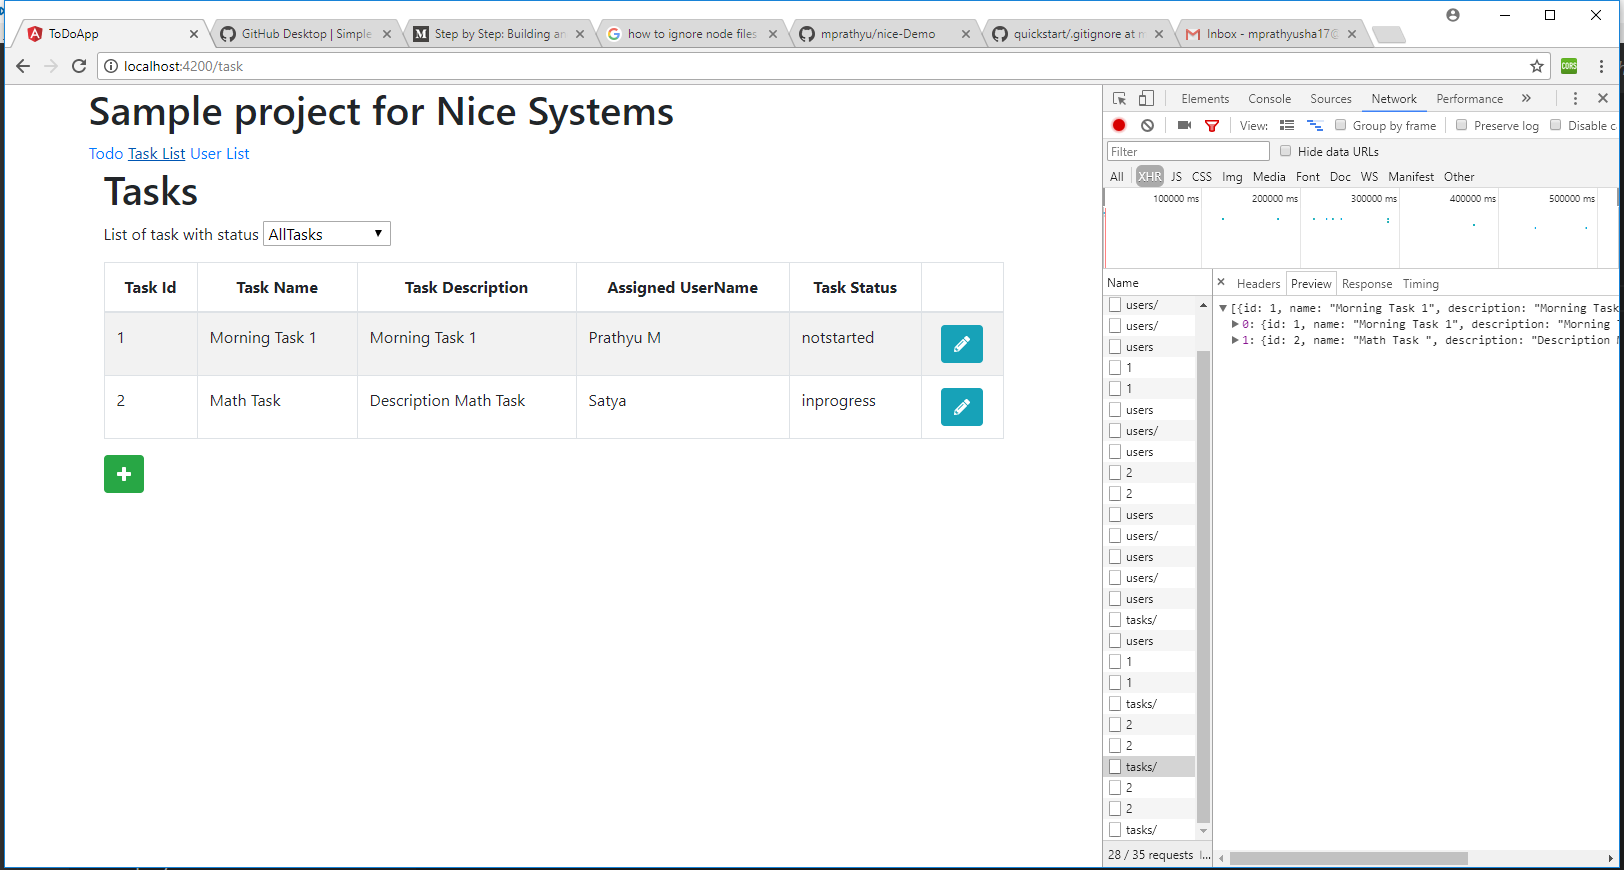 ToDoApp
GitHub Desktop | Simple
Step by Step: Building an
how to ignore node files
mprathyu/nice-Demo
quickstart/.gitignore at m
Inbox - mprathyusha17@
localhost:4200/task
CORS
Sample project for Nice Systems
Todo Task List User List
Tasks
List of task with status AllTasks
Task Id Task Name Task Description Assigned UserName Task Status
1 Morning Task 1 Morning Task 1 Prathyu M notstarted
2 Math Task Description Math Task Satya inprogress
Elements Console Sources Network Performance »
View: Group by frame Preserve log Disable c
Filter Hide data URLs
All XHR JS CSS Img Media Font Doc WS Manifest Other
100000 ms 200000 ms 300000 ms 400000 ms 500000 ms
Name
users/
users/
users
1
1
users
users/
users
2
2
users
users/
users
users/
users
tasks/
users
1
1
tasks/
2
2
tasks/
2
2
tasks/
28 / 35 requests
Headers Preview Response Timing
[{id: 1, name: "Morning Task 1", description: "Morning Task
0: {id: 1, name: "Morning Task 1", description: "Morning T
1: {id: 2, name: "Math Task ", description: "Description M